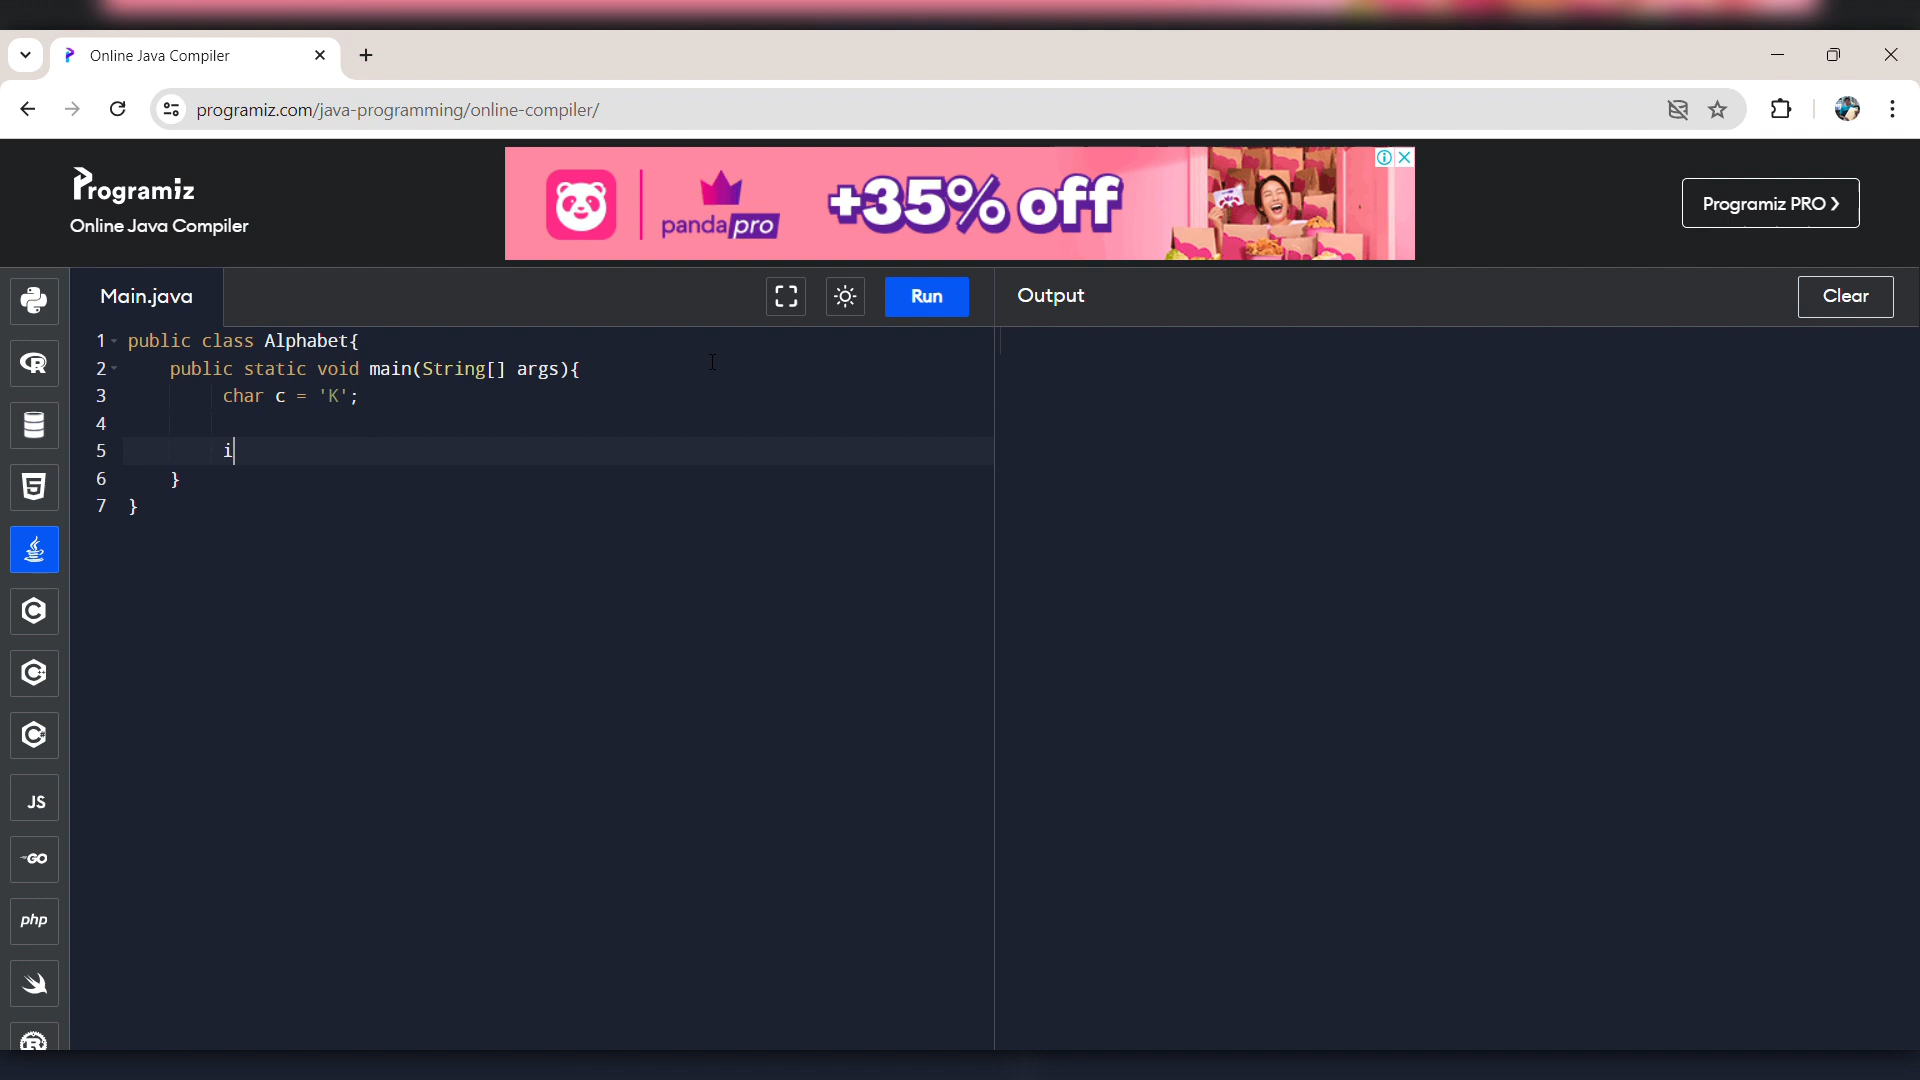 Online Java Compiler
programiz.com/java-programming/online-compiler/
Programiz
Online Java Compiler
pandapro
+35% off
Programiz PRO
Main.java
Run
Output
Clear
1 public class Alphabet{
2 public static void main(String[] args){
3 char c = 'K';
4
5 i
6 }
7 }
JS
GO
php